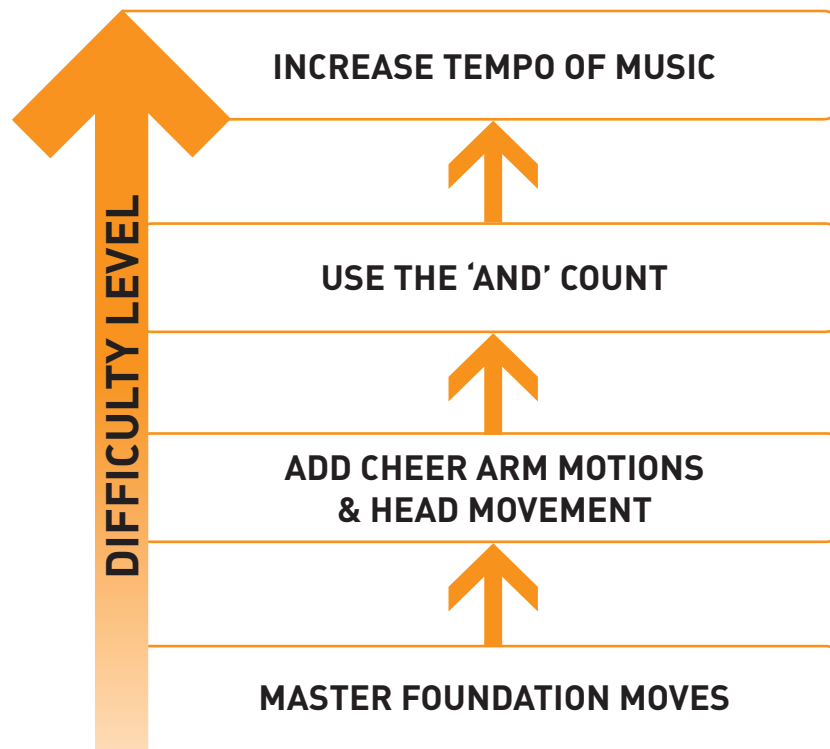 INCREASE TEMPO OF MUSIC
DIFFICULTY LEVEL
USE THE ‘AND’ COUNT
ADD CHEER ARM MOTIONS
& HEAD MOVEMENT
MASTER FOUNDATION MOVES